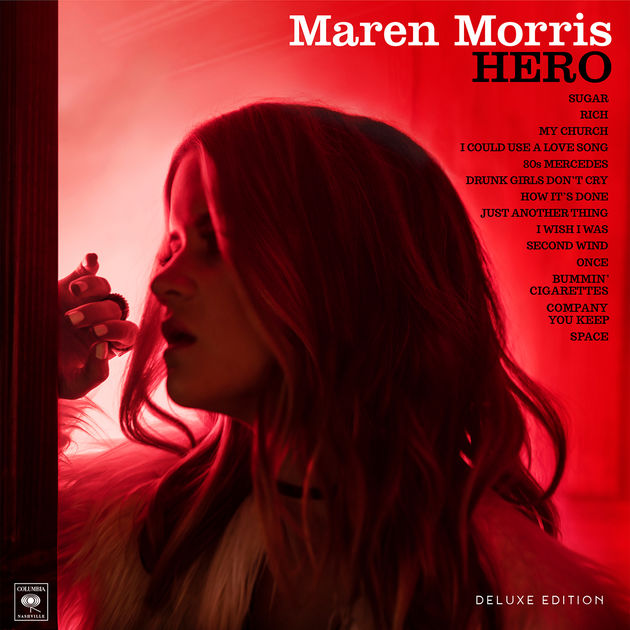 Maren Morris
HERO
SUGAR
RICH
MY CHURCH
I COULD USE A LOVE SONG
80s MERCEDES
DRUNK GIRLS DON'T CRY
HOW IT'S DONE
JUST ANOTHER THING
I WISH I WAS
SECOND WIND
ONCE
BUMMIN'
CIGARETTES
COMPANY
YOU KEEP
SPACE
COLUMBIA
NASHVILLE
DELUXE EDITION